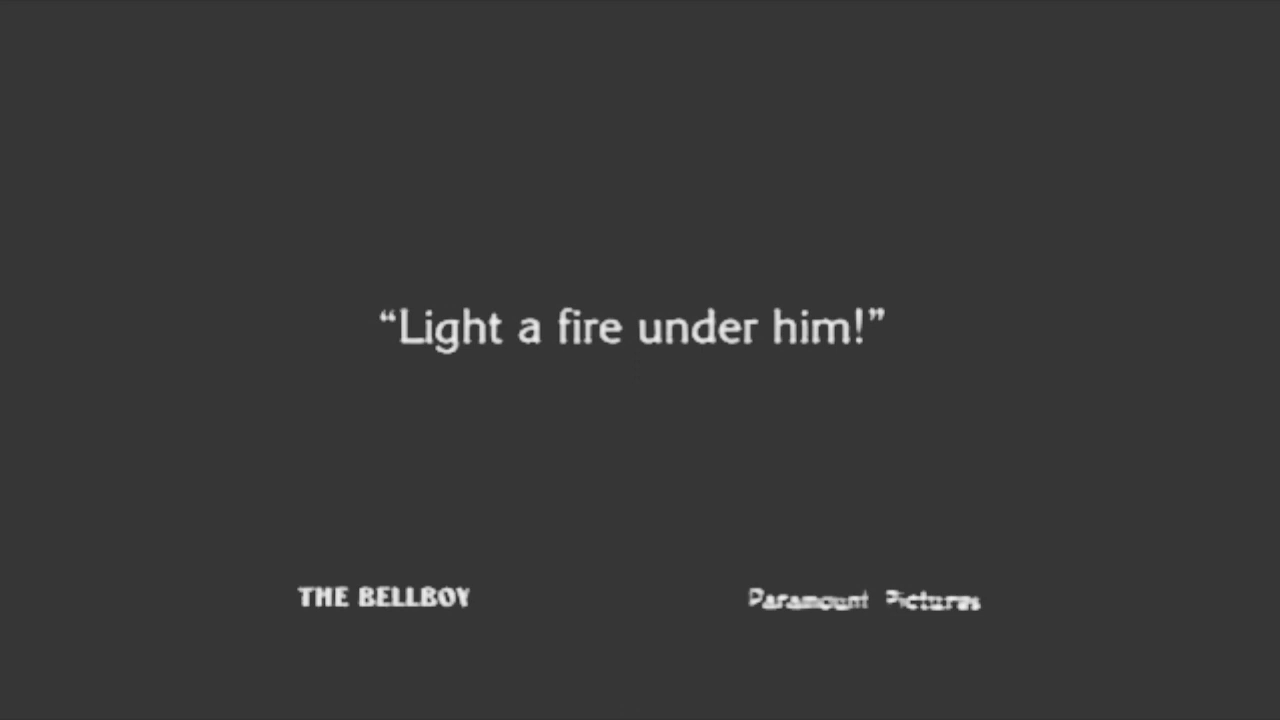 “Light a fire under him!”
THE BELLBOY Paramount Pictures